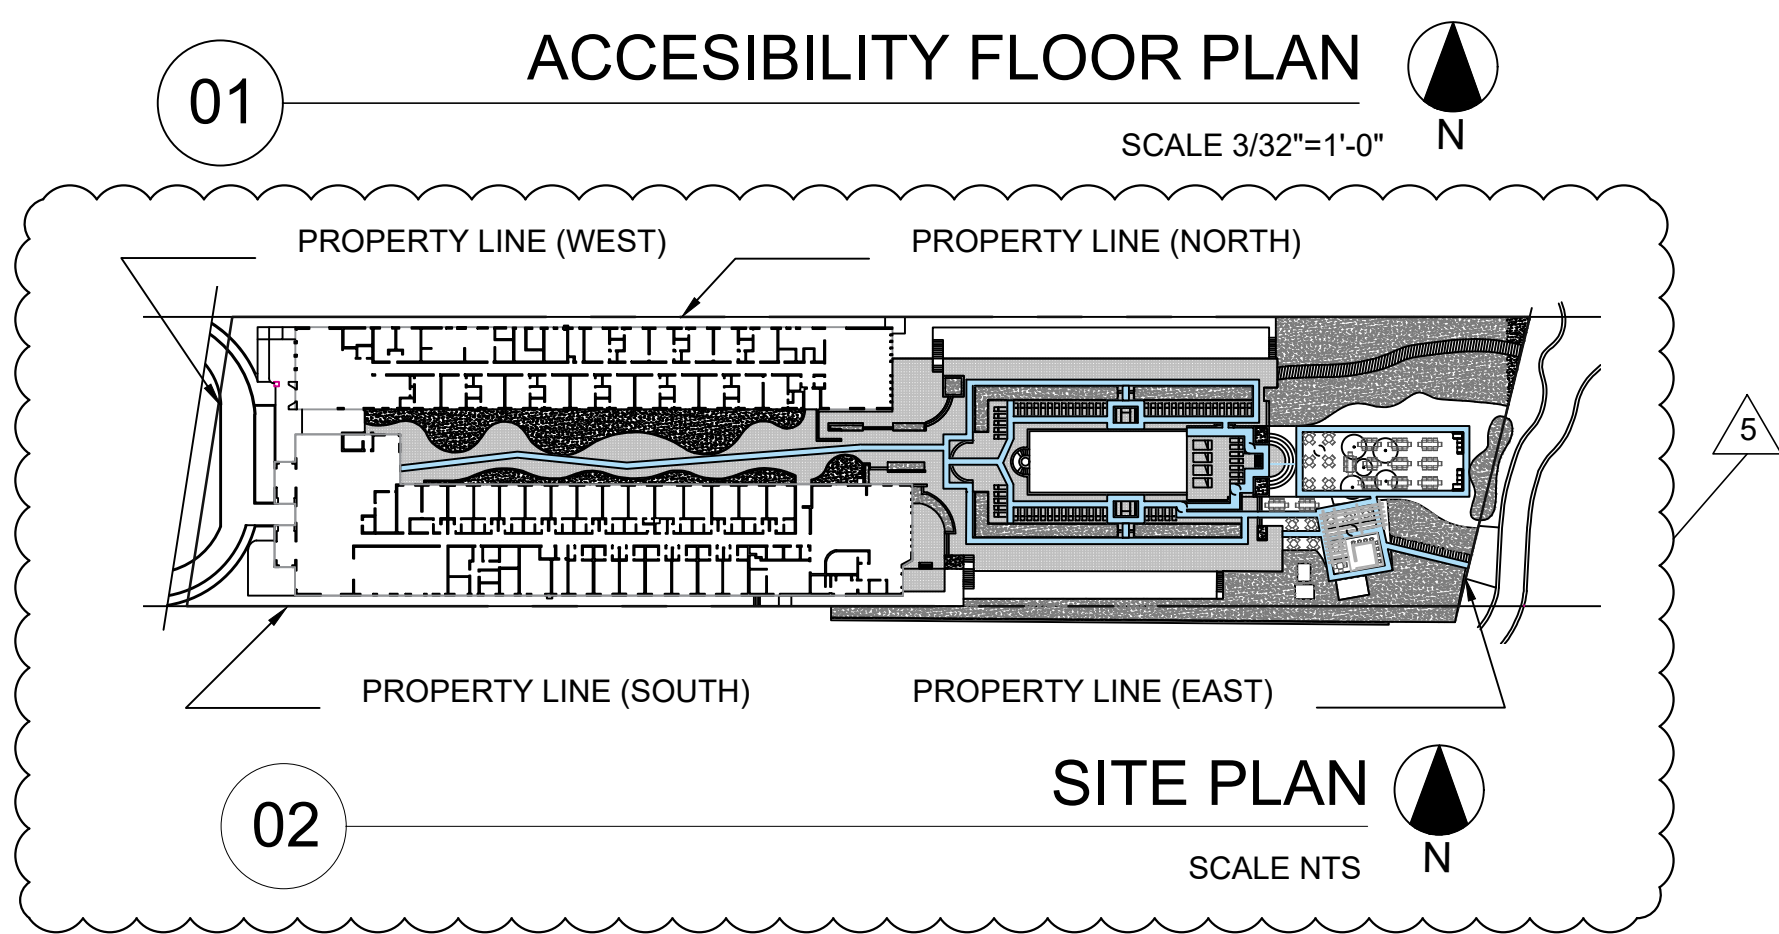 01
ACCESIBILITY FLOOR PLAN
SCALE 3/32"=1'-0"
N
PROPERTY LINE (WEST)
PROPERTY LINE (NORTH)
5
PROPERTY LINE (SOUTH)
PROPERTY LINE (EAST)
02
SITE PLAN
SCALE NTS
N